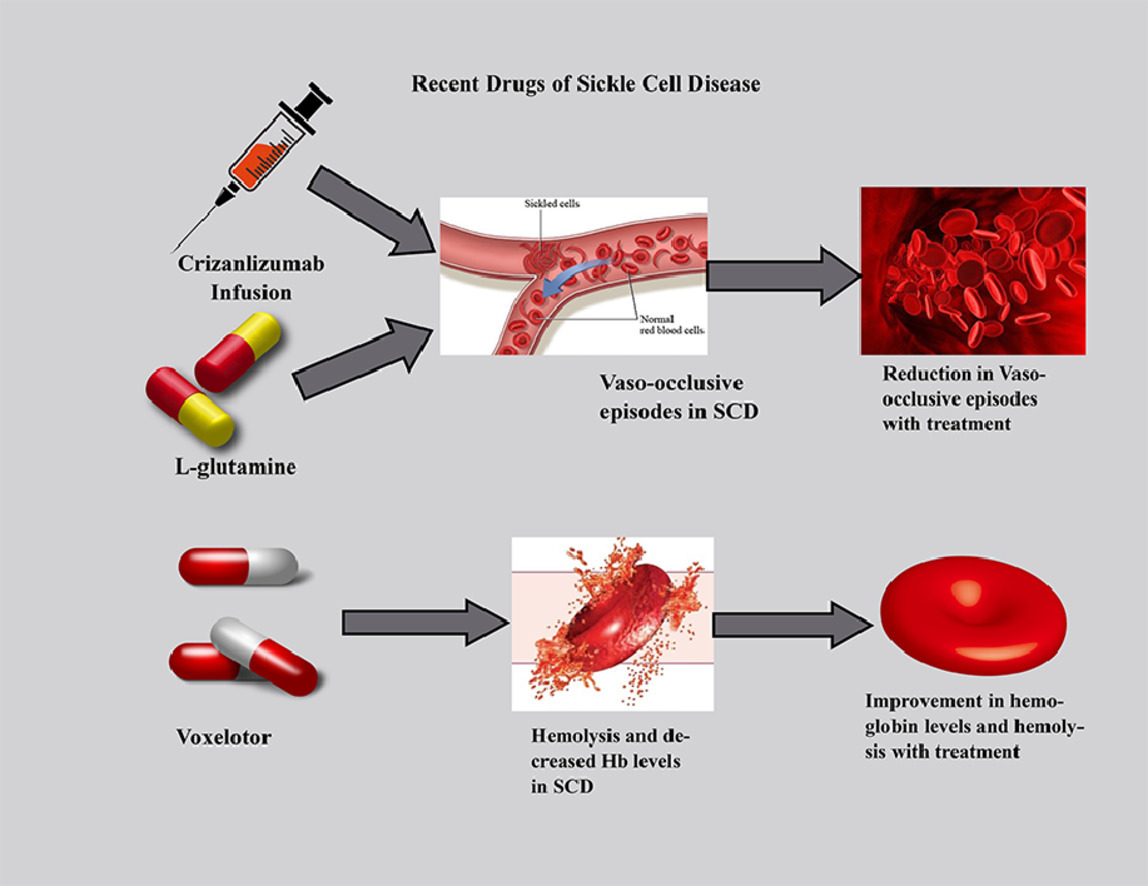 Recent Drugs of Sickle Cell Disease
Crizanlizumab
Infusion
Sickled cells
Normal
red blood cells.
Vaso-occlusive
episodes in SCD
Reduction in Vaso-
occlusive episodes
with treatment
L-glutamine
Voxelotor
Hemolysis and de-
creased Hb levels
in SCD
Improvement in hemo-
globin levels and hemoly-
sis with treatment